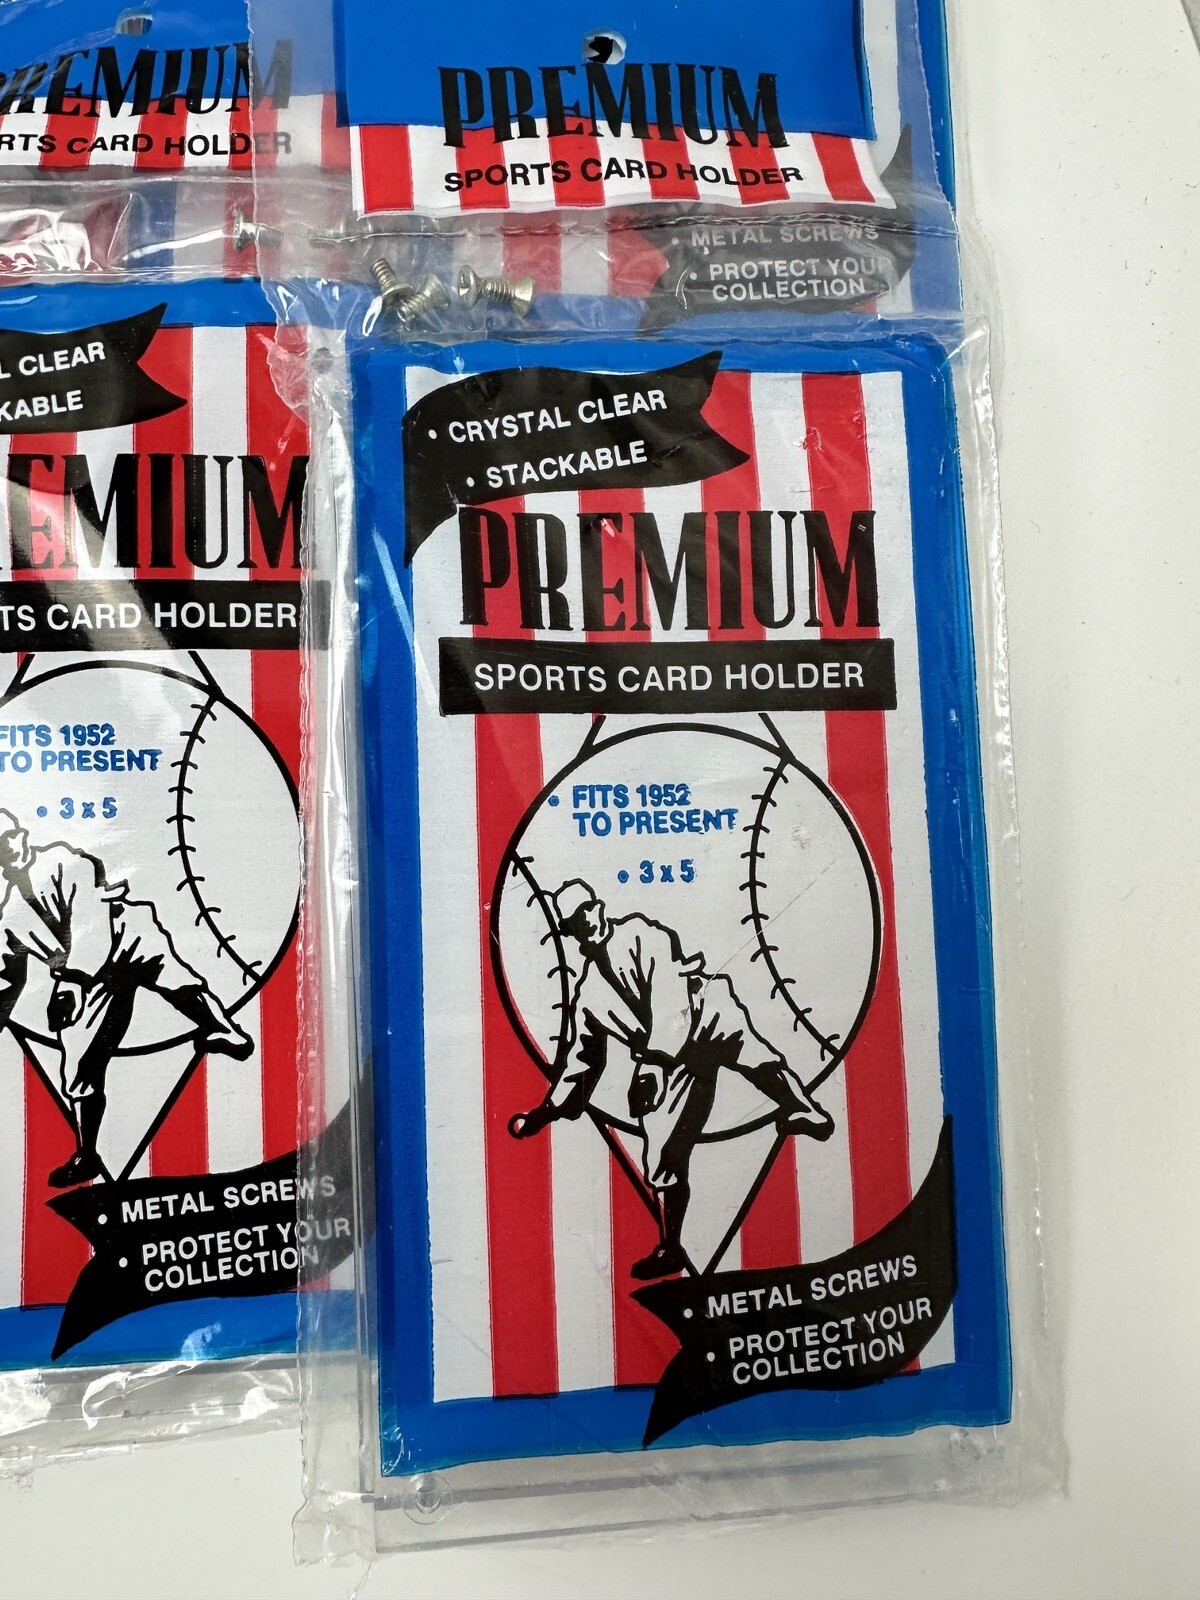 PREMIUM
SPORTS CARD HOLDER
• METAL SCREWS
• PROTECT YOUR
COLLECTION
• CRYSTAL CLEAR
• STACKABLE
PREMIUM
SPORTS CARD HOLDER
• FITS 1952
TO PRESENT
• 3 x 5
• METAL SCREWS
• PROTECT YOUR
COLLECTION
REMIUM
RTS CARD HOLDER
L CLEAR
KABLE
EMIUM
TS CARD HOLDER
FITS 1952
TO PRESENT
• 3 x 5
• METAL SCREWS
• PROTECT YOUR
COLLECTION